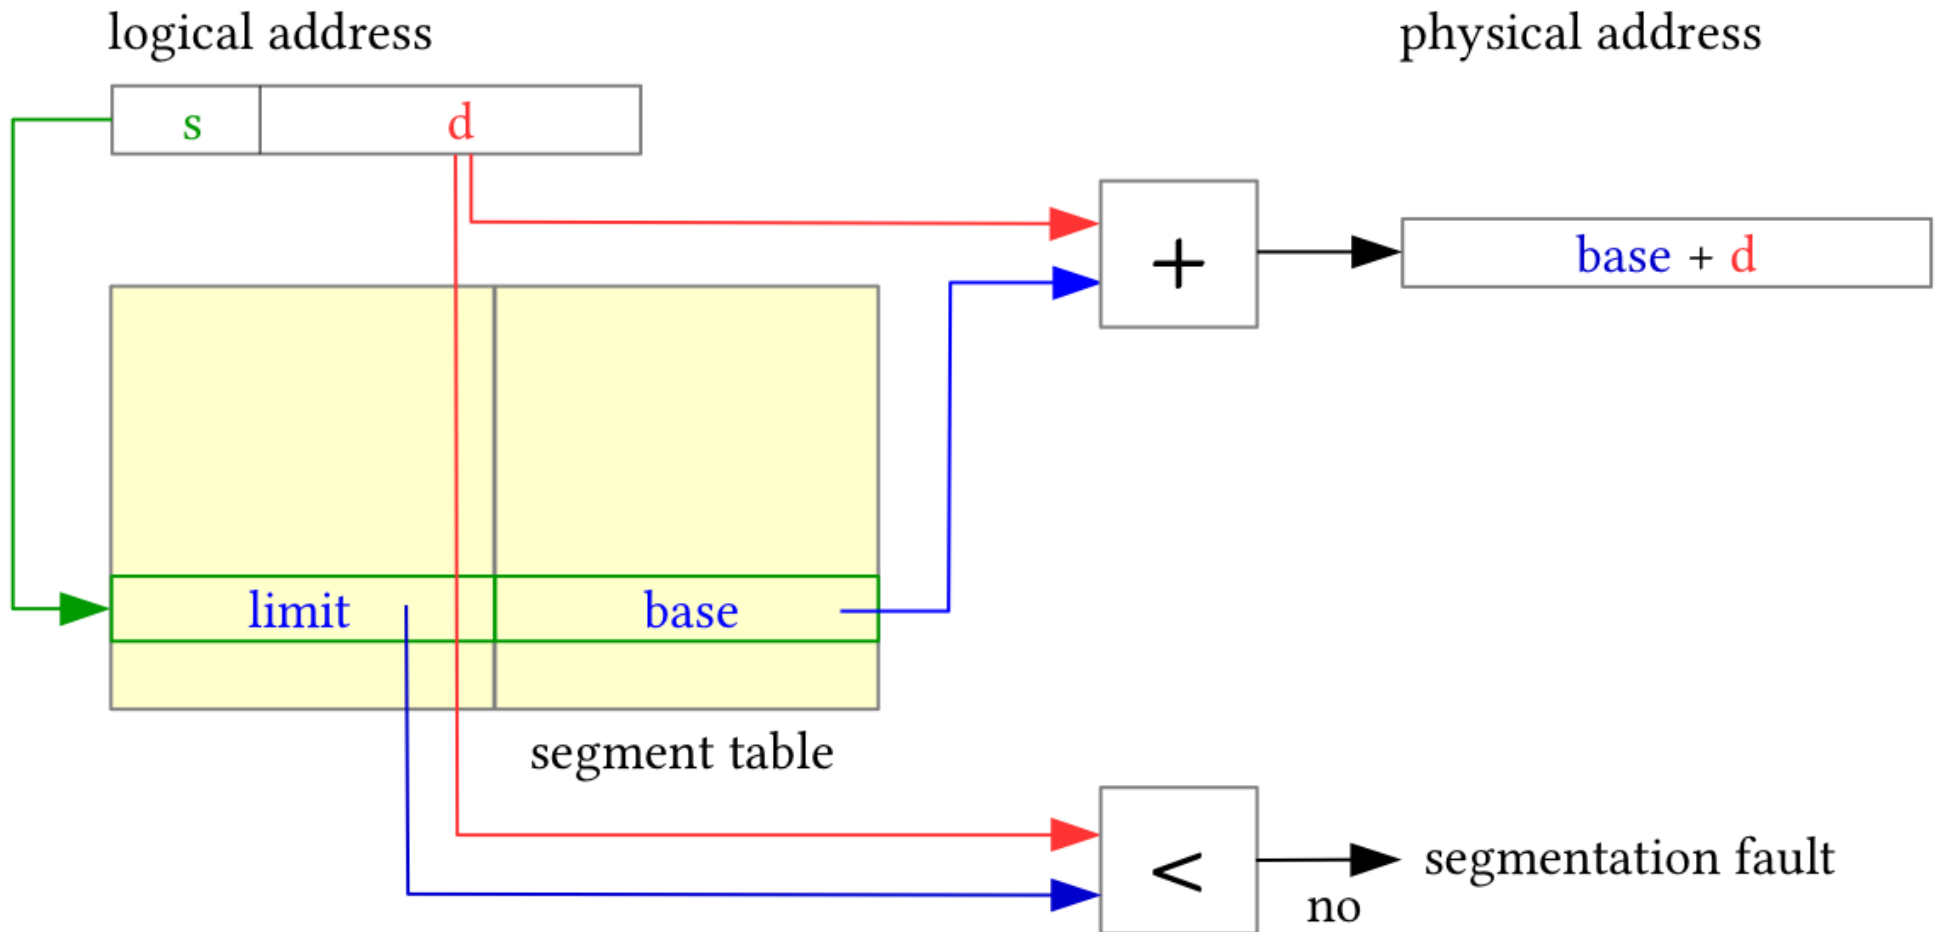 logical address
physical address
s
d
+
base + d
limit
base
segment table
<
segmentation fault
no